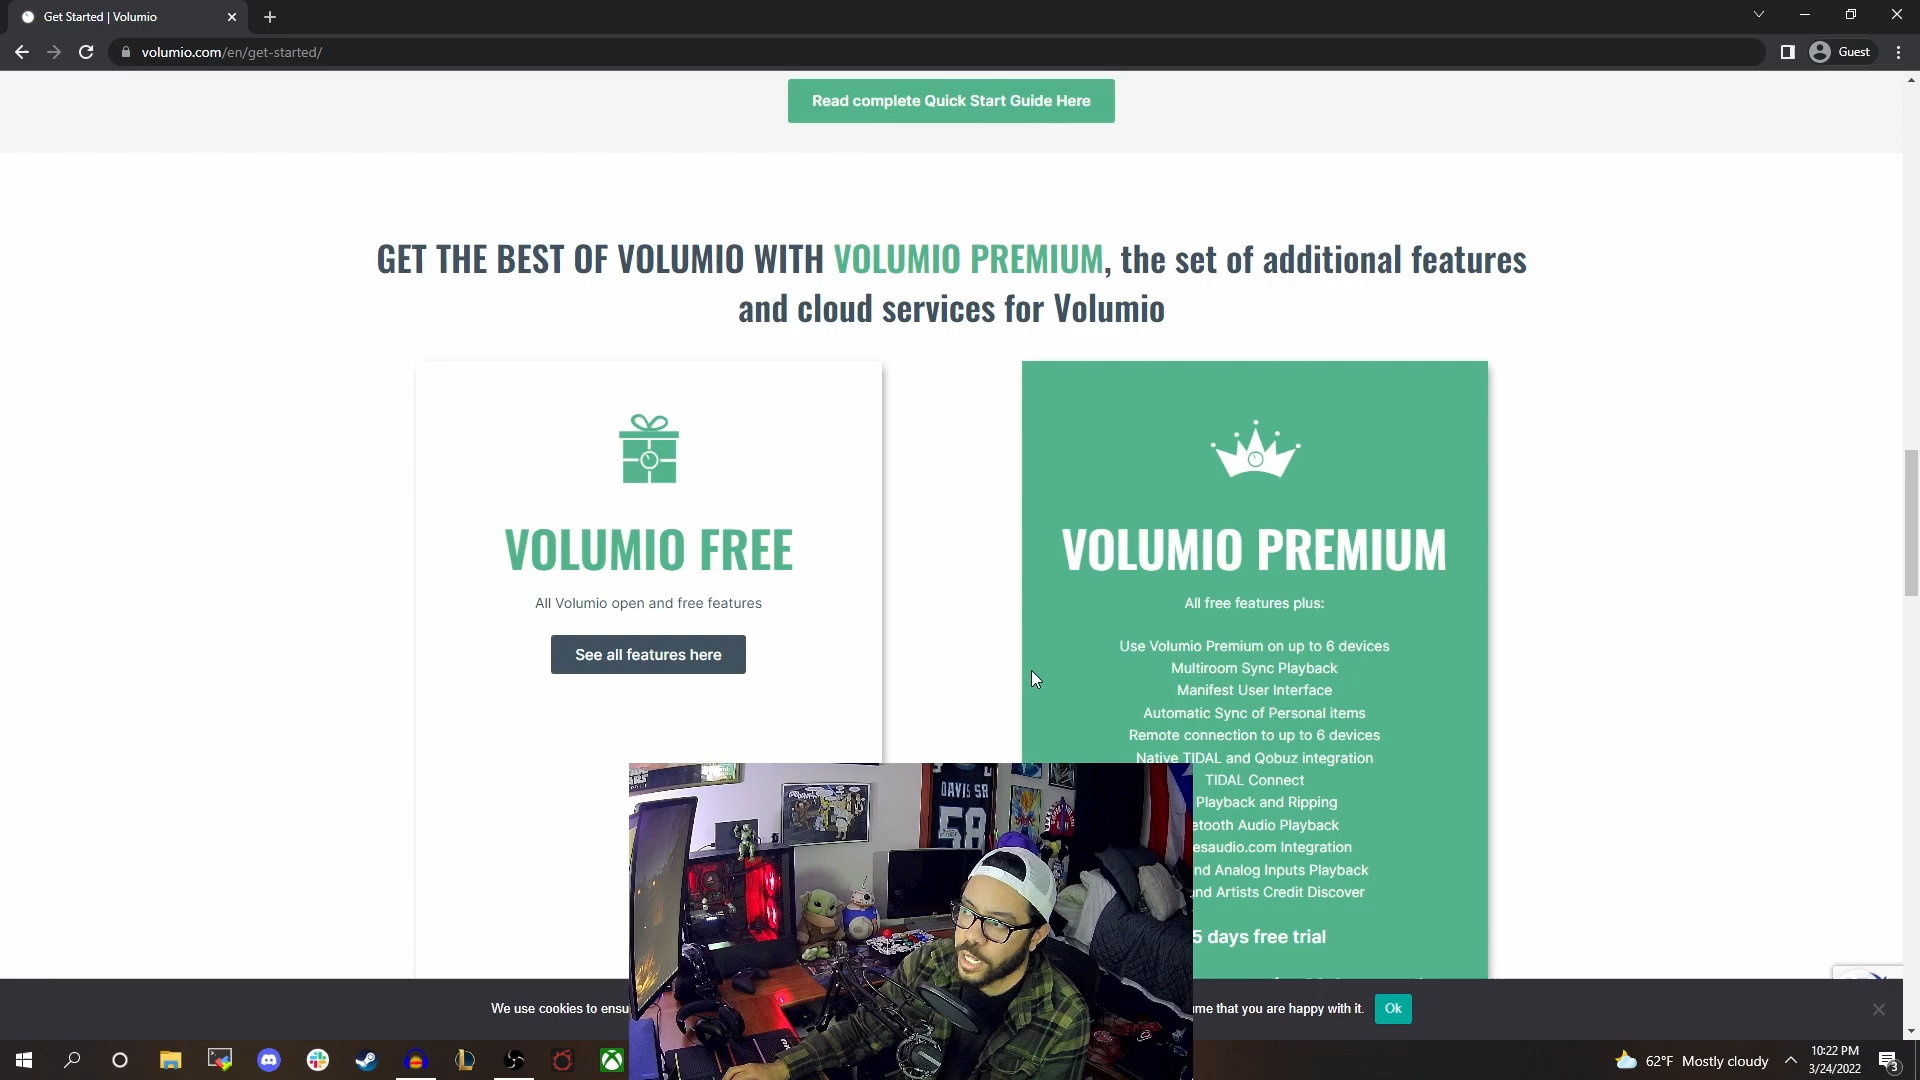 Get Started | Volumio
volumio.com/en/get-started/
Guest
Read complete Quick Start Guide Here
GET THE BEST OF VOLUMIO WITH VOLUMIO PREMIUM, the set of additional features
and cloud services for Volumio
VOLUMIO FREE
All Volumio open and free features
See all features here
VOLUMIO PREMIUM
All free features plus:
Use Volumio Premium on up to 6 devices
Multiroom Sync Playback
Manifest User Interface
Automatic Sync of Personal items
Remote connection to up to 6 devices
Native TIDAL and Qobuz integration
TIDAL Connect
Playback and Ripping
etooth Audio Playback
esaudio.com Integration
nd Analog Inputs Playback
nd Artists Credit Discover
5 days free trial
DAVIS SR
58
We use cookies to ensu
me that you are happy with it.
Ok
62°F Mostly cloudy
10:22 PM
3/24/2022
3